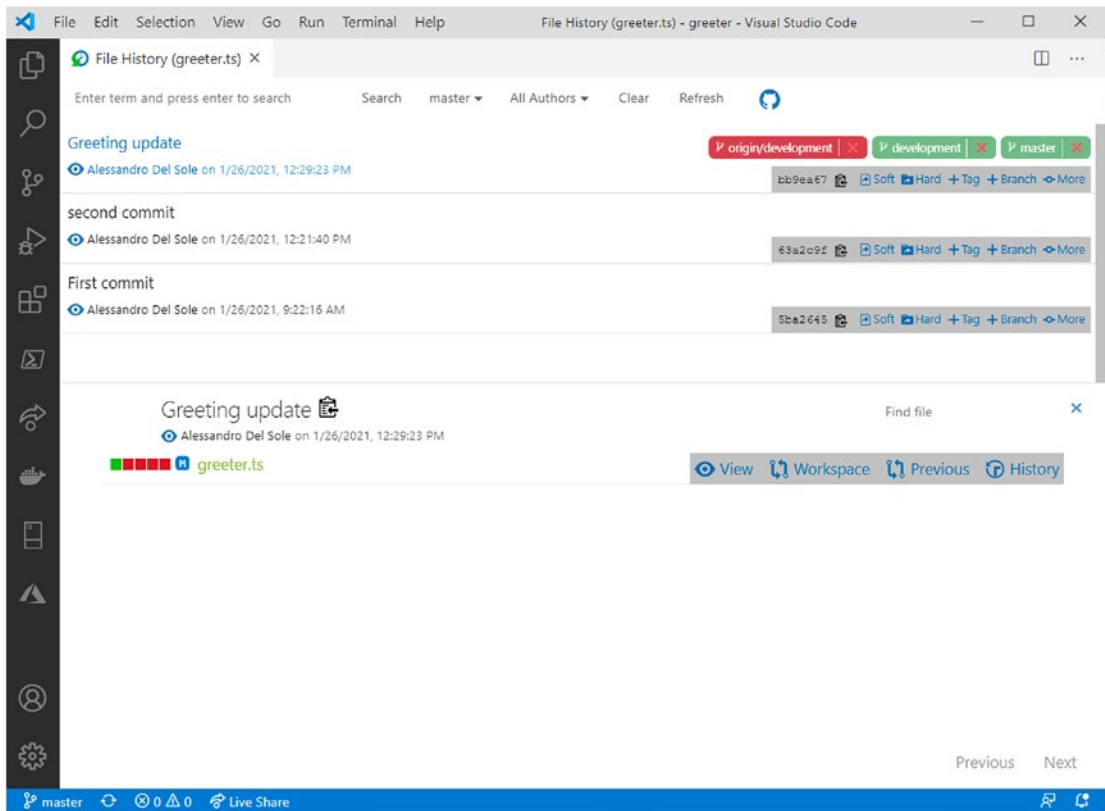 File Edit Selection View Go Run Terminal Help File History (greeter.ts) - greeter - Visual Studio Code
File History (greeter.ts)
Enter term and press enter to search Search master All Authors Clear Refresh
Greeting update origin/development development master
Alessandro Del Sole on 1/26/2021, 12:29:23 PM
bb9ea67 Soft Hard + Tag + Branch More
second commit
Alessandro Del Sole on 1/26/2021, 12:21:40 PM
63a2c9f Soft Hard + Tag + Branch More
First commit
Alessandro Del Sole on 1/26/2021, 9:22:16 AM
5ba2645 Soft Hard + Tag + Branch More
Greeting update Find file
Alessandro Del Sole on 1/26/2021, 12:29:23 PM
M greeter.ts View Workspace Previous History
Previous Next
master 0 0 Live Share